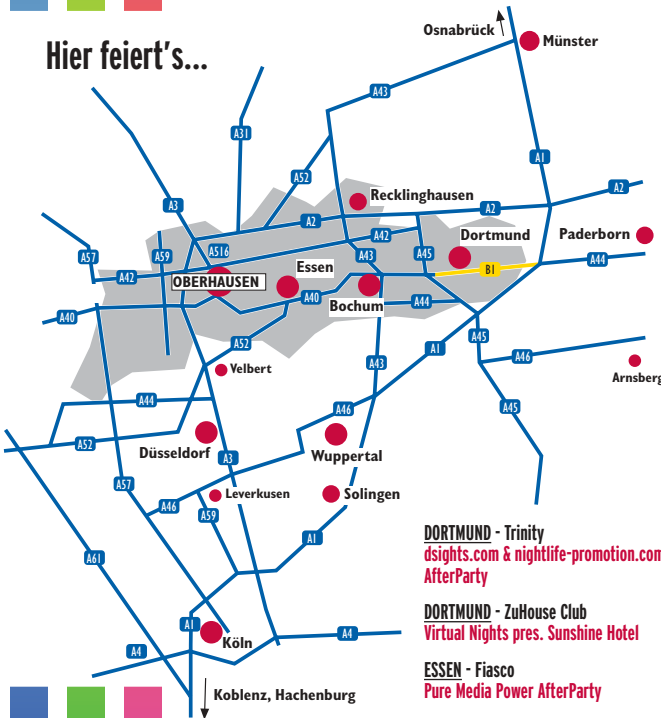 Hier feiert's...
Osnabrück
Münster
A43
A31
A1
A52
A3
Recklinghausen
A2
A2
A2
A42
A45
Dortmund
Paderborn
A57
A59
A516
A43
B1
A44
Essen
A42
OBERHAUSEN
A40
Bochum
A44
A40
A52
A43
A1
A45
A46
Velbert
Arnsberg
A44
A46
A45
A52
Düsseldorf
A3
Wuppertal
A57
Leverkusen
Solingen
A46
A59
A1
A61
DORTMUND - Trinity
dsights.com & nightlife-promotion.com
AfterParty
DORTMUND - ZuHouse Club
Virtual Nights pres. Sunshine Hotel
A1
Köln
A4
A4
ESSEN - Fiasco
Pure Media Power AfterParty
Koblenz, Hachenburg